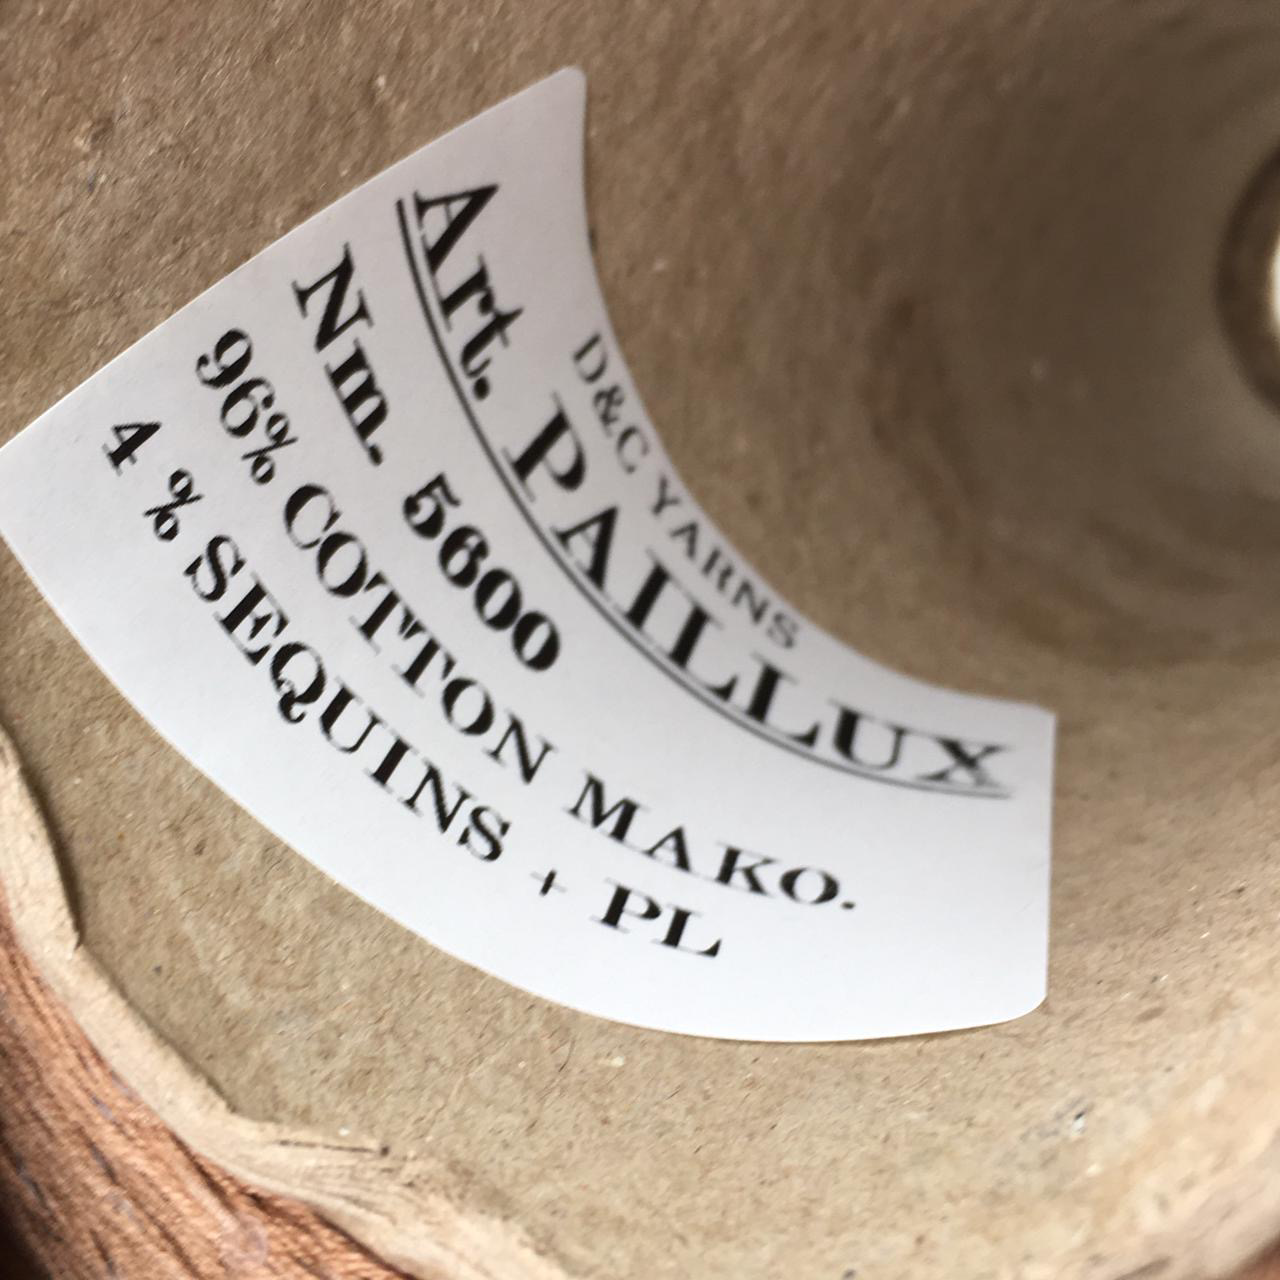 D&C YARNS
Art. PAILLUX
Nm. 5600
96% COTTON MAKO.
4 % SEQUINS + PL